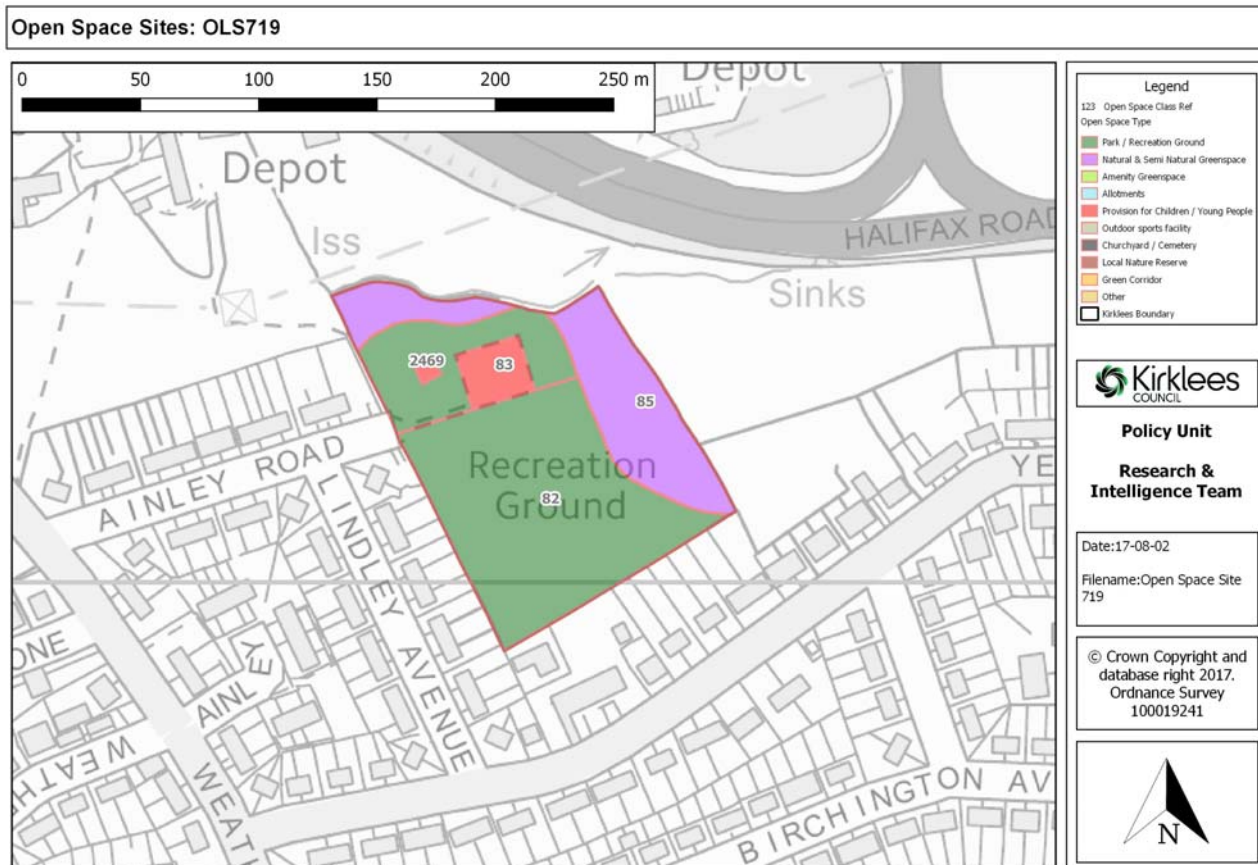 Open Space Sites: OLS719
0 50 100 150 200 250 m
Depot
Depot
Iss
HALIFAX ROAD
Sinks
2469
83
85
Recreation
Ground
82
AINLEY ROAD
LINDLEY AVENUE
YE
ONE
AINLEY
WEATHE
WEATH
BIRCHINGTON AV
Legend
123 Open Space Class Ref
Open Space Type
Park / Recreation Ground
Natural & Semi Natural Greenspace
Amenity Greenspace
Allotments
Provision for Children / Young People
Outdoor sports facility
Churchyard / Cemetery
Local Nature Reserve
Green Corridor
Other
Kirklees Boundary
Kirklees
COUNCIL
Policy Unit
Research &
Intelligence Team
Date:17-08-02
Filename:Open Space Site
719
© Crown Copyright and
database right 2017.
Ordnance Survey
100019241
N